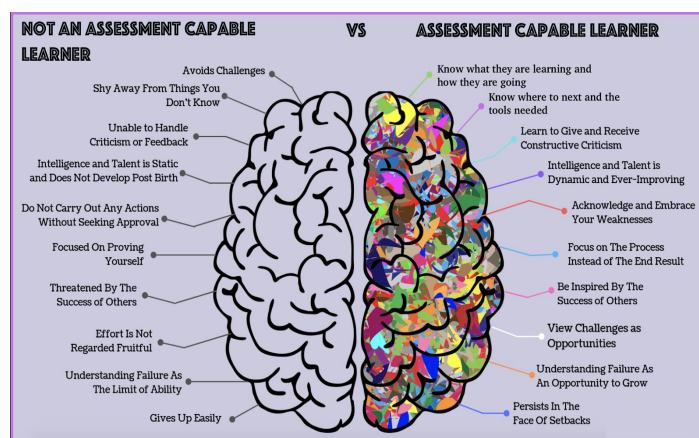 NOT AN ASSESSMENT CAPABLE
LEARNER
VS
ASSESSMENT CAPABLE LEARNER
Avoids Challenges
Shy Away From Things You
Don't Know
Unable to Handle
Criticism or Feedback
Intelligence and Talent is Static
and Does Not Develop Post Birth
Do Not Carry Out Any Actions
Without Seeking Approval
Focused On Proving
Yourself
Threatened By The
Success of Others
Effort Is Not
Regarded Fruitful
Understanding Failure As
The Limit of Ability
Gives Up Easily
Know what they are learning and
how they are going
Know where to next and the
tools needed
Learn to Give and Receive
Constructive Criticism
Intelligence and Talent is
Dynamic and Ever-Improving
Acknowledge and Embrace
Your Weaknesses
Focus on The Process
Instead of The End Result
Be Inspired By The
Success of Others
View Challenges as
Opportunities
Understanding Failure As
An Opportunity to Grow
Persists In The
Face Of Setbacks